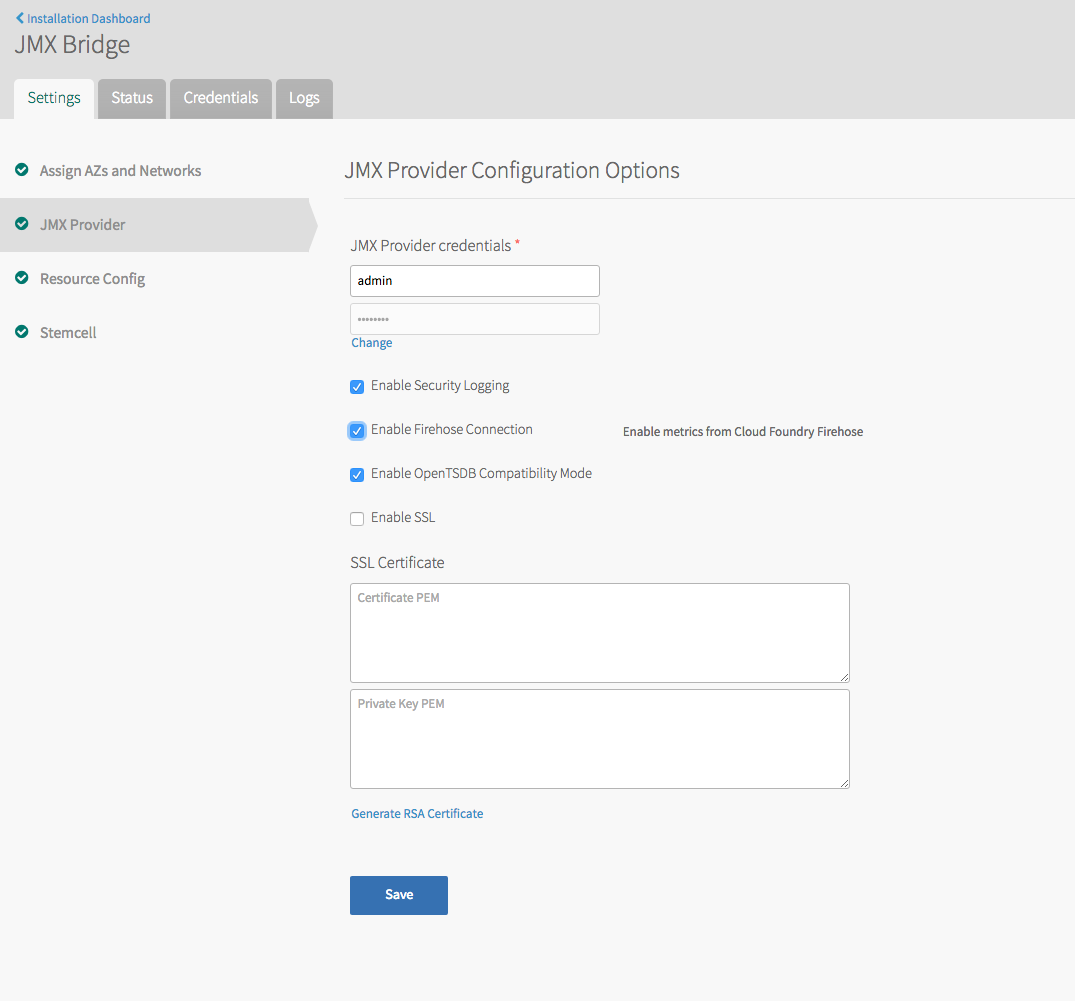 Installation Dashboard
JMX Bridge
Settings
Status
Credentials
Logs
Assign AZs and Networks
JMX Provider
Resource Config
Stemcell
JMX Provider Configuration Options
JMX Provider credentials *
admin
••••••••
Change
Enable Security Logging
Enable Firehose Connection
Enable metrics from Cloud Foundry Firehose
Enable OpenTSDB Compatibility Mode
Enable SSL
SSL Certificate
Certificate PEM
Private Key PEM
Generate RSA Certificate
Save